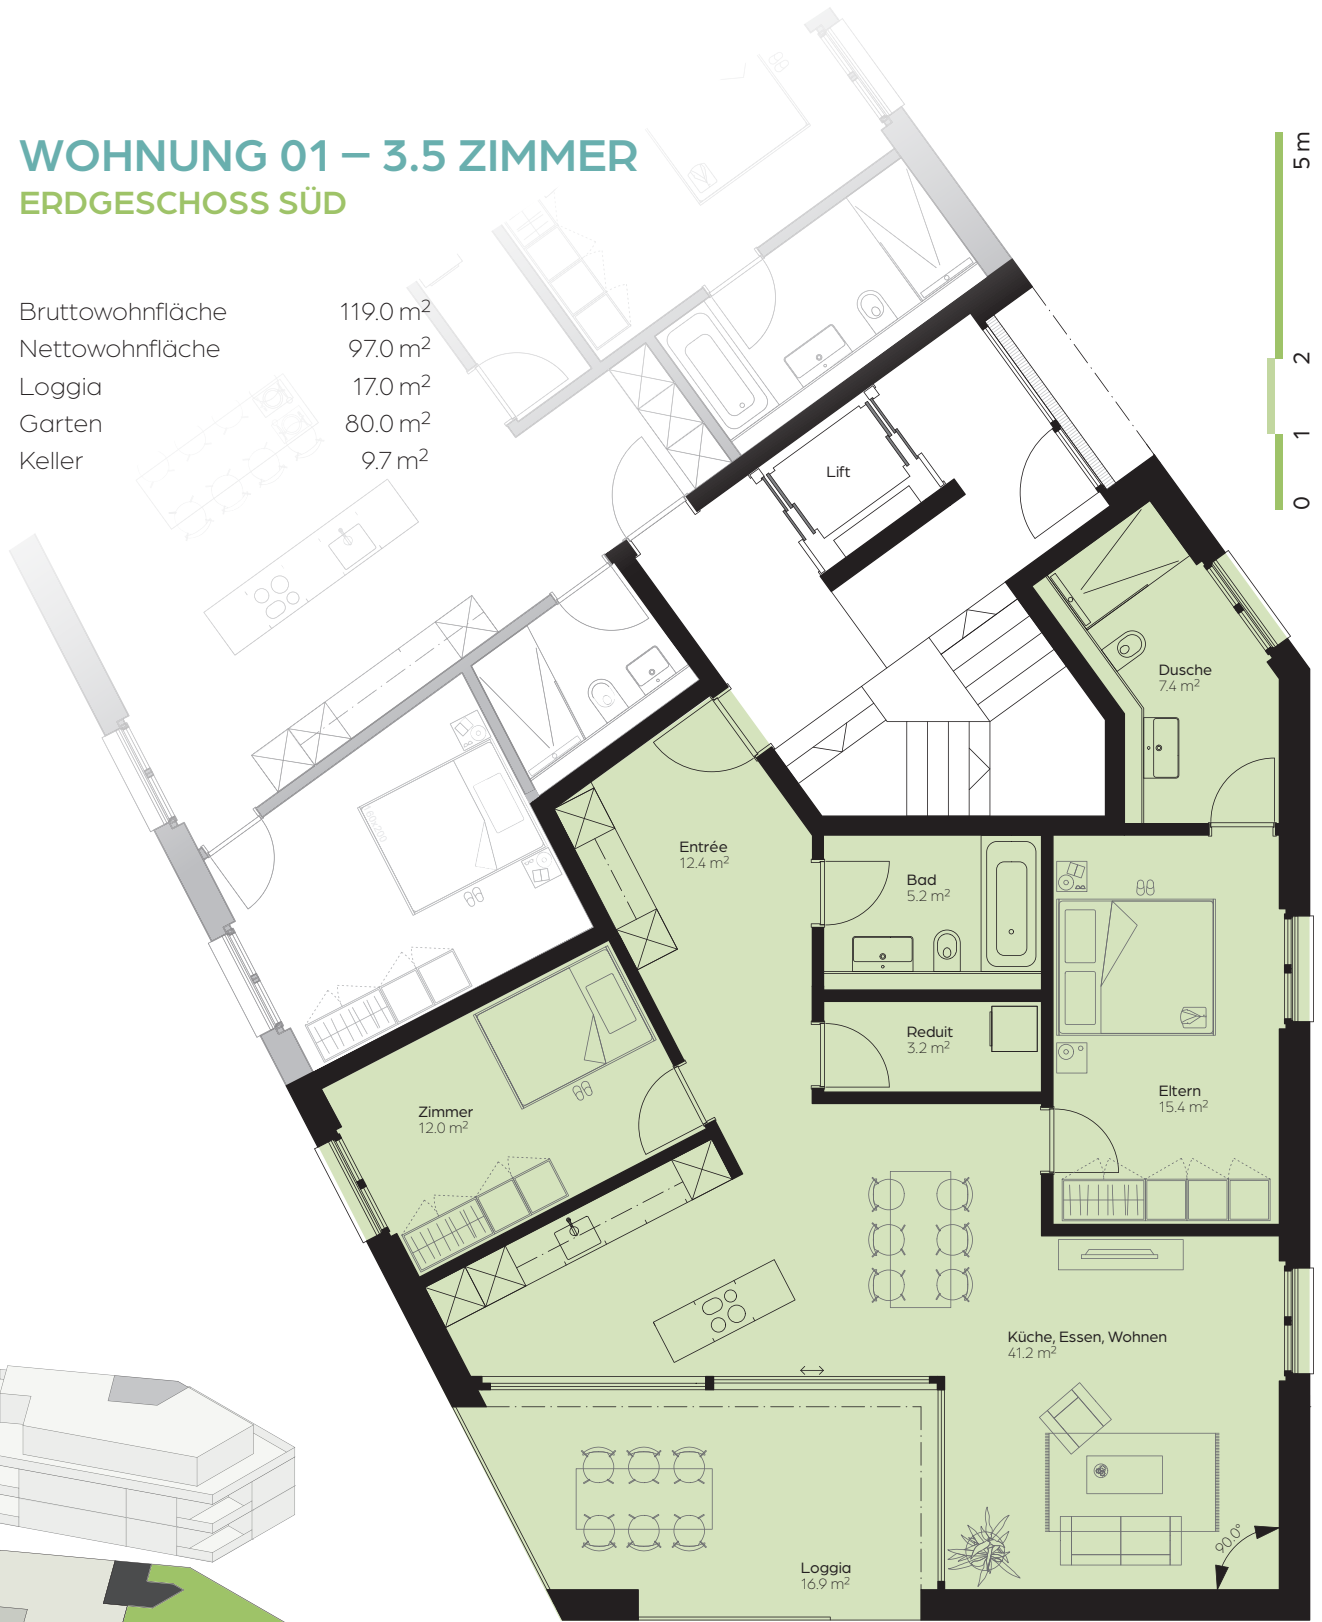 WOHNUNG 01 – 3.5 ZIMMER
ERDGESCHOSS SÜD
Bruttowohnfläche 119.0 m²
Nettowohnfläche 97.0 m²
Loggia 17.0 m²
Garten 80.0 m²
Keller 9.7 m²
5 m
2
1
0
Lift
Dusche
7.4 m²
Entrée
12.4 m²
Bad
5.2 m²
Reduit
3.2 m²
Eltern
15.4 m²
Zimmer
12.0 m²
Küche, Essen, Wohnen
41.2 m²
Loggia
16.9 m²
90.0°